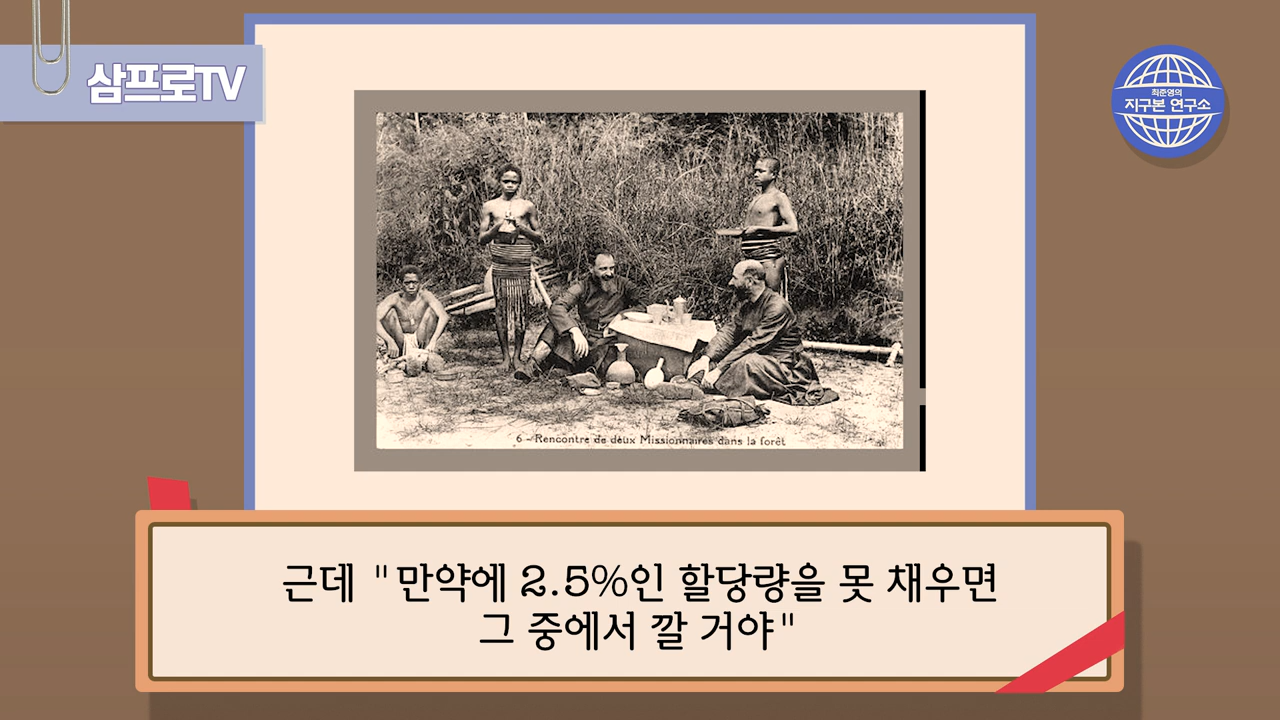 삼프로TV
최준영의
지구본 연구소
6 - Rencontre de deux Missionnaires dans la forêt
근데 "만약에 2.5%인 할당량을 못 채우면
그 중에서 깔 거야"